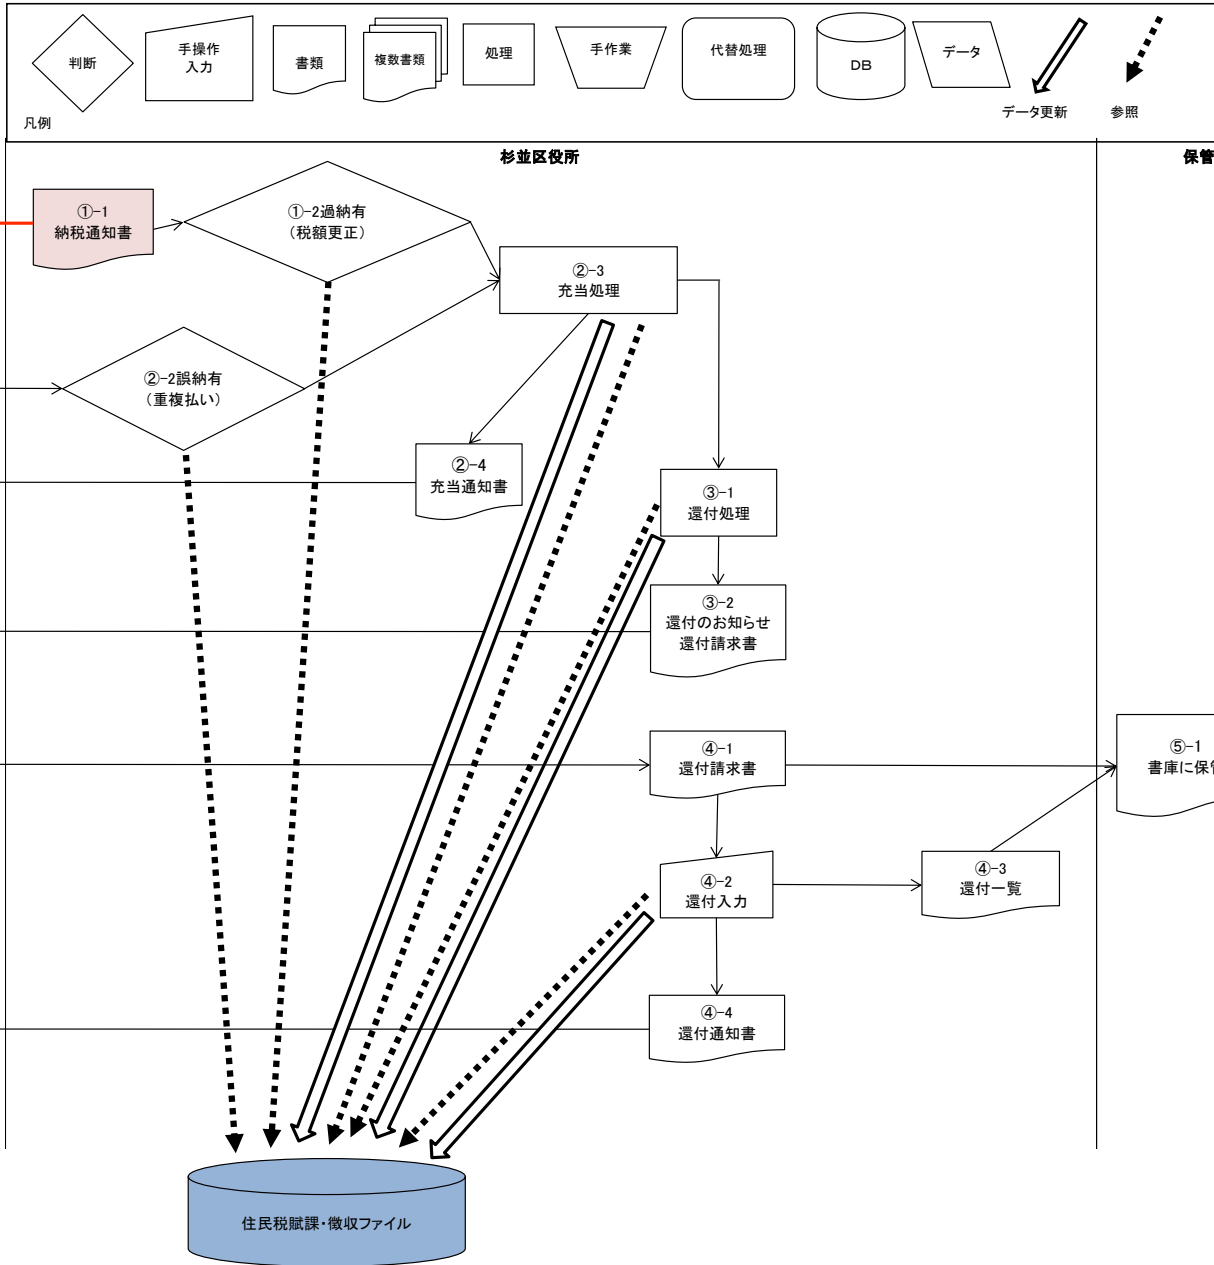 判断
手操作
入力
書類
複数書類
処理
手作業
代替処理
DB
データ
データ更新
参照
凡例
杉並区役所
保管
①-1
納税通知書
①-2過納有
（税額更正）
②-3
充当処理
②-2誤納有
（重複払い）
②-4
充当通知書
③-1
還付処理
③-2
還付のお知らせ
還付請求書
④-1
還付請求書
⑤-1
書庫に保管
④-2
還付入力
④-3
還付一覧
④-4
還付通知書
住民税賦課・徴収ファイル